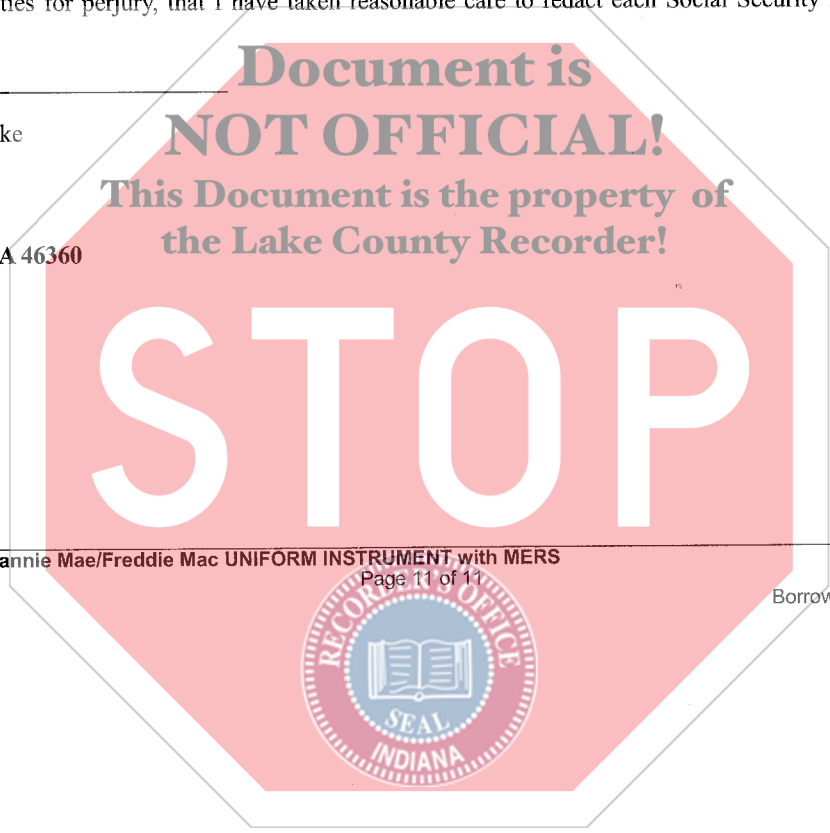 ties for perjury, that I have taken reasonable care to redact each Social Security
Document is
NOT OFFICIAL!
ke
This Document is the property of
the Lake County Recorder!
A 46360
STOP
annie Mae/Freddie Mac UNIFORM INSTRUMENT with MERS
Page 11 of 11
Borrow
RECORDER'S OFFICE
SEAL
INDIANA